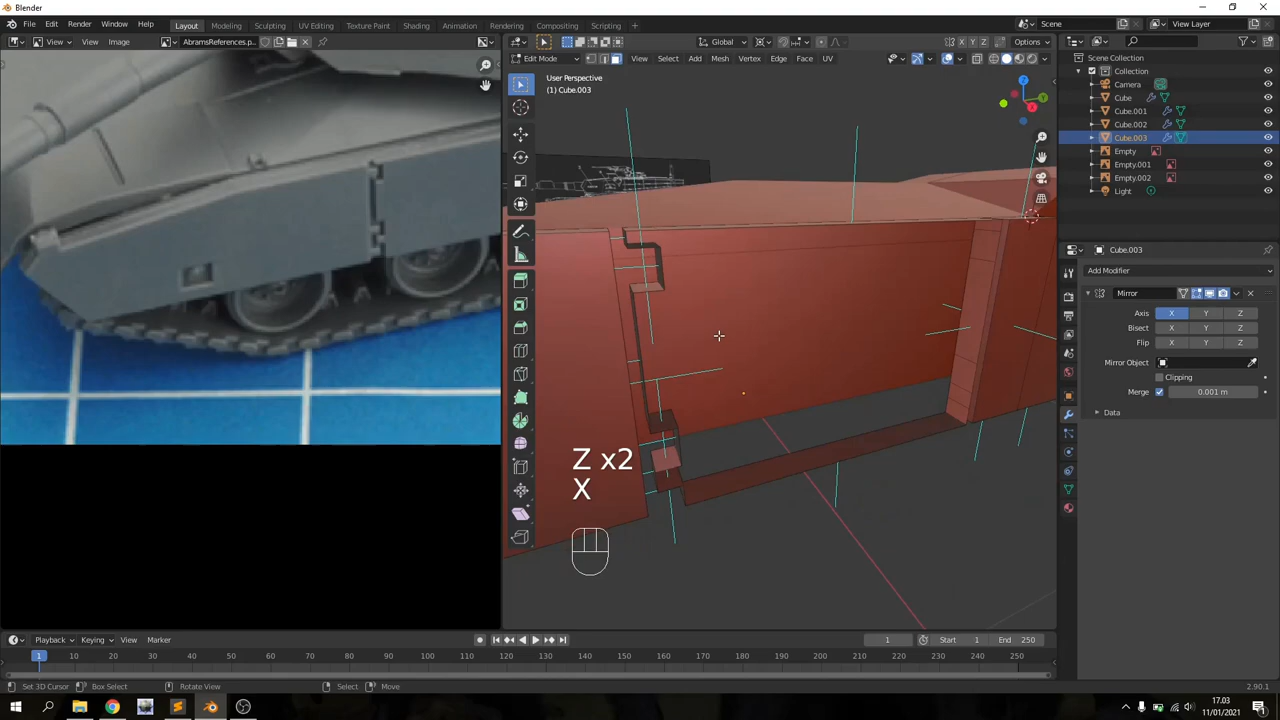 Blender
File Edit Render Window Help
Layout Modeling Sculpting UV Editing Texture Paint Shading Animation Rendering Compositing Scripting +
Scene
View Layer
View View Image AbramsReferences.p..
Global
Options
Edit Mode View Select Add Mesh Vertex Edge Face UV
User Perspective
(1) Cube.003
Z
Y
X
Z x2
X
Scene Collection
Collection
Camera
Cube
Cube.001
Cube.002
Cube.003
Empty
Empty.001
Empty.002
Light
Cube.003
Add Modifier
Mirror
Axis X Y Z
Bisect X Y Z
Flip X Y Z
Mirror Object
Clipping
Merge 0.001 m
Data
Playback Keying View Marker
1 Start 1 End 250
1 10 20 30 40 50 60 70 80 90 100 110 120 130 140 150 160 170 180 190 200 210 220 230 240 250
Set 3D Cursor Box Select Rotate View Select Move 2.90.1
17.03
11/01/2021